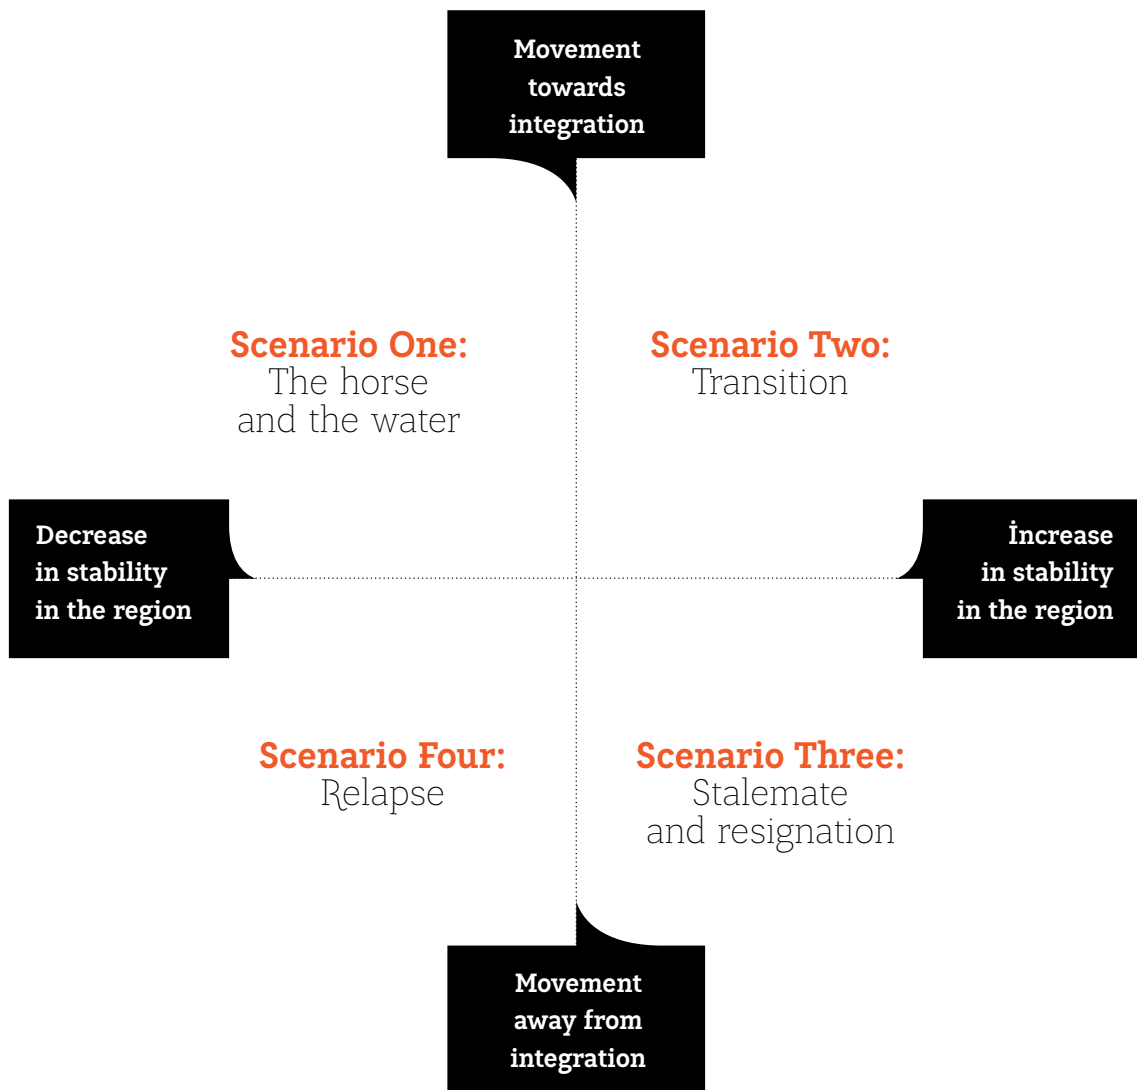 Movement
towards
integration
Scenario One:
The horse
and the water
Scenario Two:
Transition
Decrease
in stability
in the region
İncrease
in stability
in the region
Scenario Four:
Relapse
Scenario Three:
Stalemate
and resignation
Movement
away from
integration